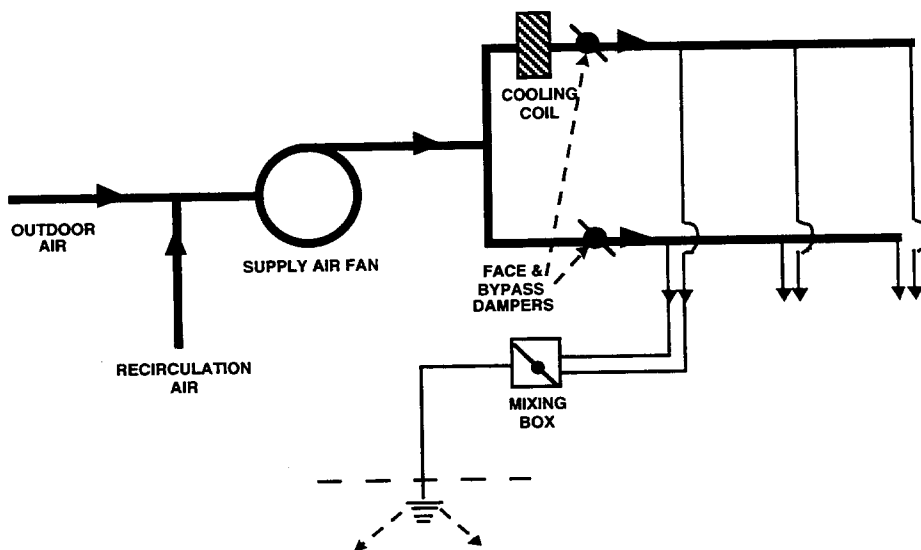 COOLING
COIL
OUTDOOR
AIR
SUPPLY AIR FAN
FACE &
BYPASS
DAMPERS
RECIRCULATION
AIR
MIXING
BOX